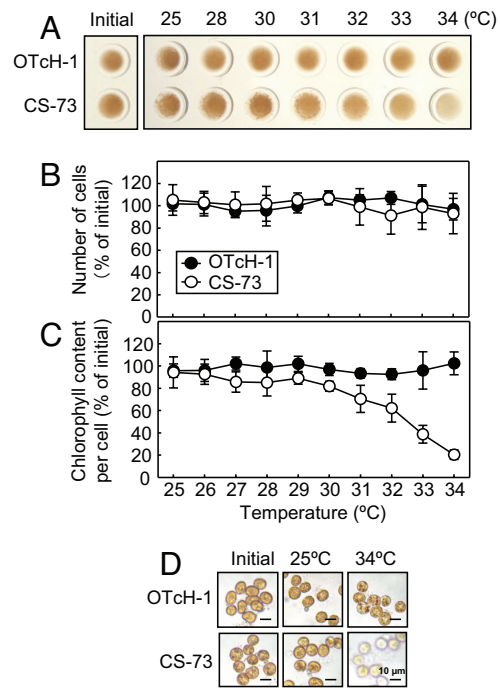 A
Initial 25 28 30 31 32 33 34 (ºC)
OTcH-1
CS-73
B
Number of cells
(% of initial)
120
100
80
60
40
20
0
OTcH-1
CS-73
C
Chlorophyll content
per cell (% of initial)
120
100
80
60
40
20
0
25 26 27 28 29 30 31 32 33 34
Temperature (ºC)
D
Initial 25ºC 34ºC
OTcH-1
CS-73
10 µm